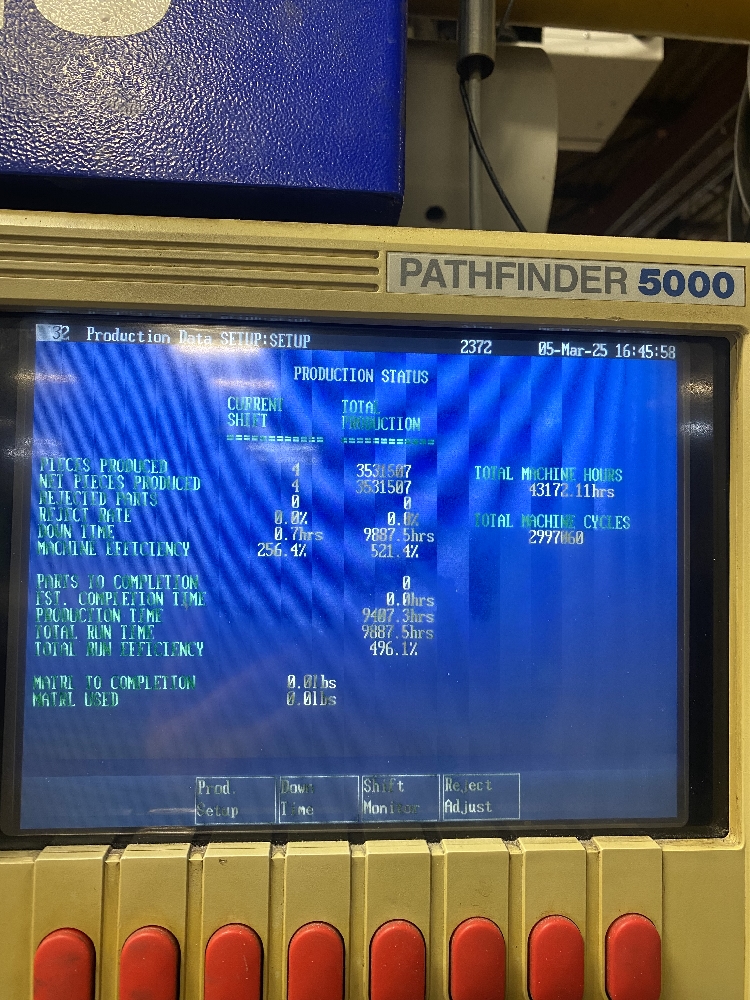 PATHFINDER 5000
32 Production Data SETUP:SETUP 2372 05-Mar-25 16:45:58
PRODUCTION STATUS
CURRENT SHIFT TOTAL PRODUCTION
PIECES PRODUCED 4 3531507
NET PIECES PRODUCED 4 3531507
REJECTED PARTS 0 0
REJECT RATE 0.0% 0.0%
DOWN TIME 0.7hrs 9887.5hrs
MACHINE EFFICIENCY 256.4% 521.4%
TOTAL MACHINE HOURS
43172.11hrs
TOTAL MACHINE CYCLES
2997060
PARTS TO COMPLETION 0
EST. COMPLETION TIME 0.0hrs
PRODUCTION TIME 9407.3hrs
TOTAL RUN TIME 9887.5hrs
TOTAL RUN EFFICIENCY 496.1%
MATRL TO COMPLETION 0.0lbs
MATRL USED 0.0lbs
Prod. Setup
Down Time
Shift Monitor
Reject Adjust